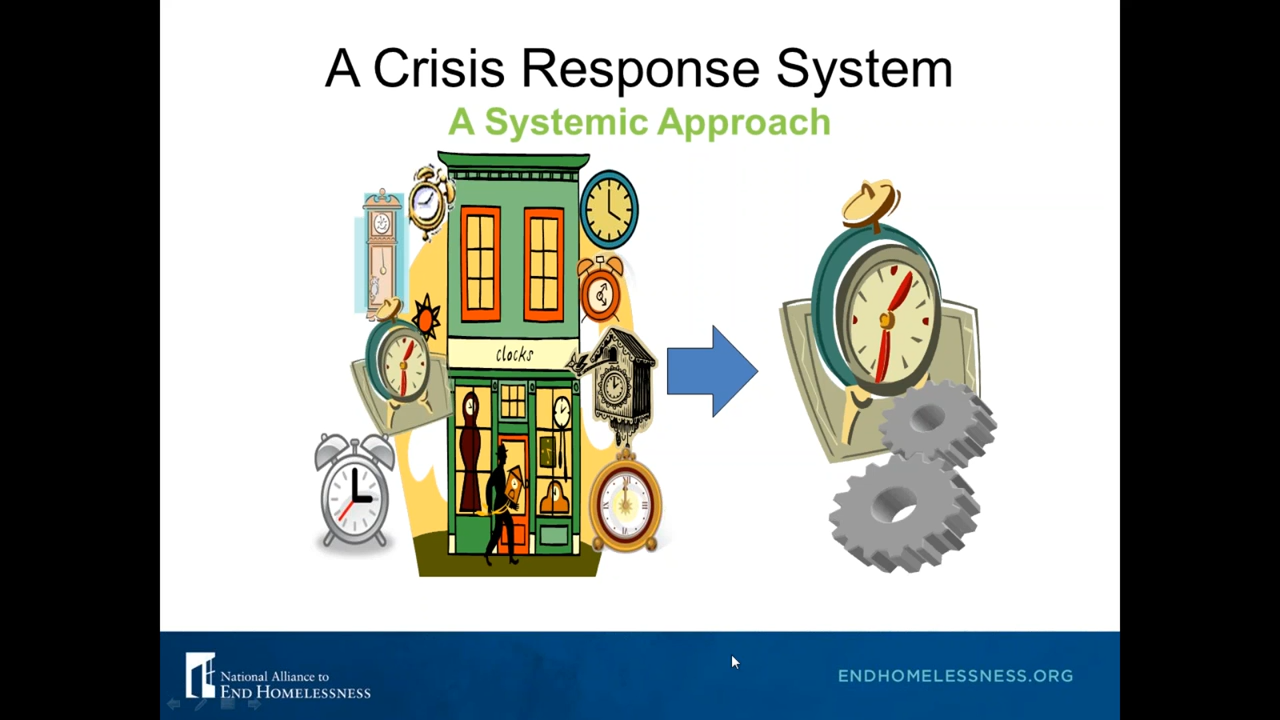 A Crisis Response System
A Systemic Approach
clocks
National Alliance to
END HOMELESSNESS
ENDHOMELESSNESS.ORG